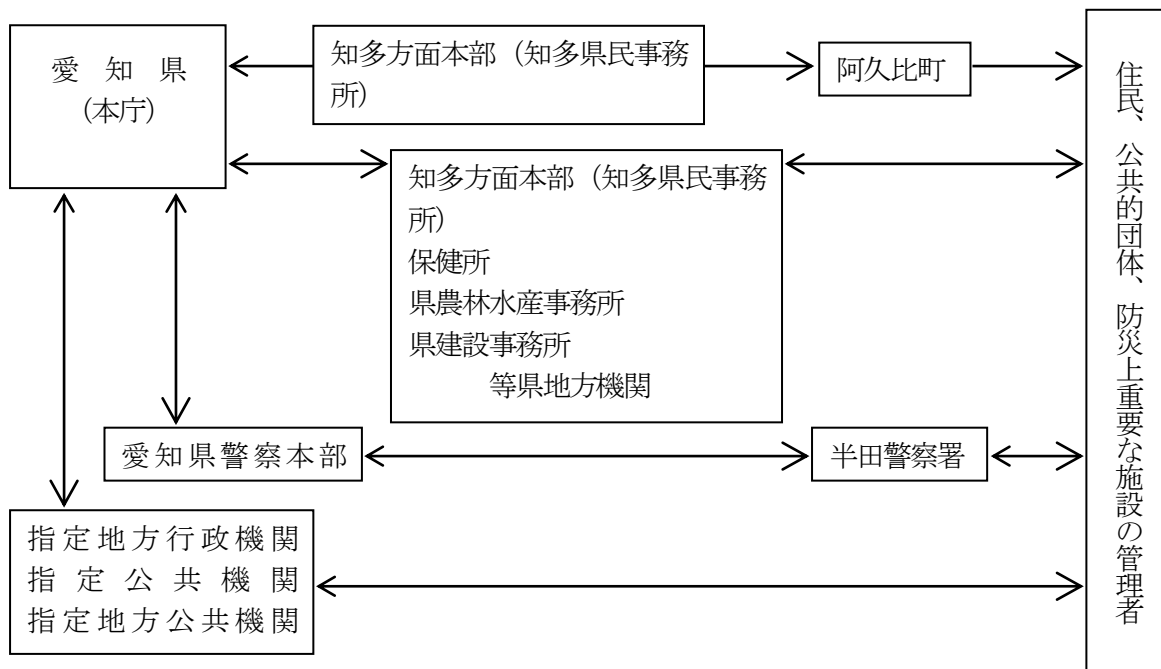 愛知県
(本庁)
知多方面本部（知多県民事務
所）
阿久比町
知多方面本部（知多県民事務
所）
保健所
県農林水産事務所
県建設事務所
等県地方機関
愛知県警察本部
半田警察署
指定地方行政機関
指定公共機関
指定地方公共機関
住民、公共的団体、防災上重要な施設の管理者